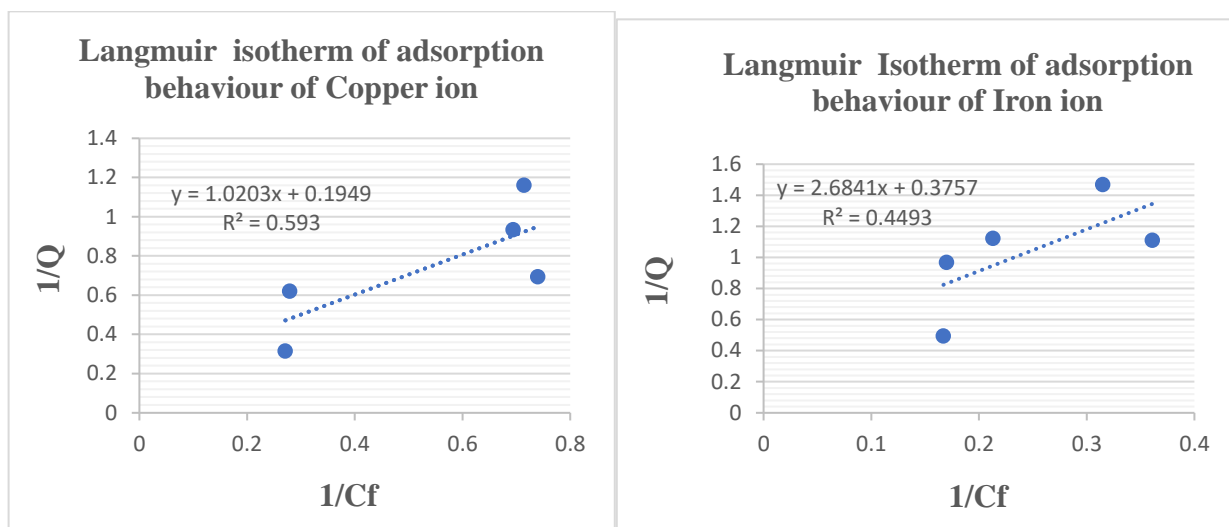 Langmuir isotherm of adsorption
behaviour of Copper ion
1.4
1.2
1
0.8
0.6
0.4
0.2
0
y = 1.0203x + 0.1949
R² = 0.593
1/Q
0 0.2 0.4 0.6 0.8
1/Cf
Langmuir Isotherm of adsorption
behaviour of Iron ion
1.6
1.4
1.2
1
0.8
0.6
0.4
0.2
0
y = 2.6841x + 0.3757
R² = 0.4493
1/Q
0 0.1 0.2 0.3 0.4
1/Cf